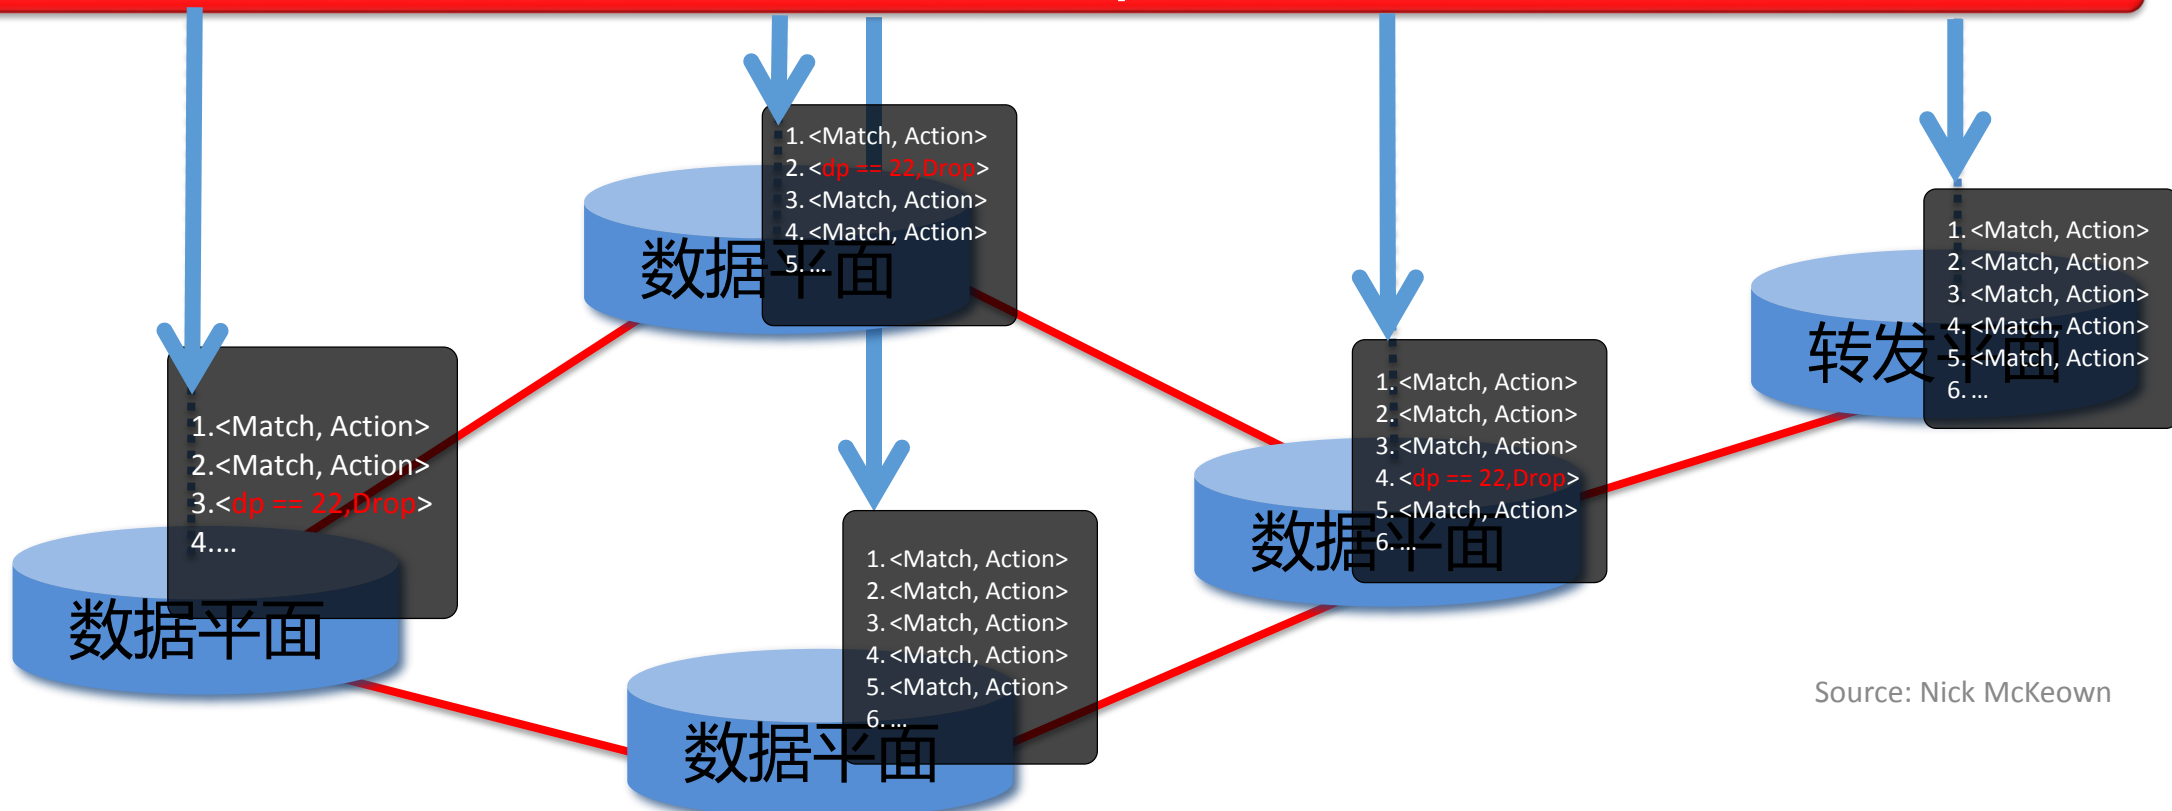 1.<Match, Action>
2.<dp == 22,Drop>
3.<Match, Action>
4.<Match, Action>
5....
数据平面
1.<Match, Action>
2.<Match, Action>
3.<Match, Action>
4.<Match, Action>
5.<Match, Action>
6....
转发平面
1.<Match, Action>
2.<Match, Action>
3.<Match, Action>
4.<dp == 22,Drop>
5.<Match, Action>
6....
数据平面
1.<Match, Action>
2.<Match, Action>
3.<dp == 22,Drop>
4....
数据平面
1.<Match, Action>
2.<Match, Action>
3.<Match, Action>
4.<Match, Action>
5.<Match, Action>
6....
数据平面
Source: Nick McKeown